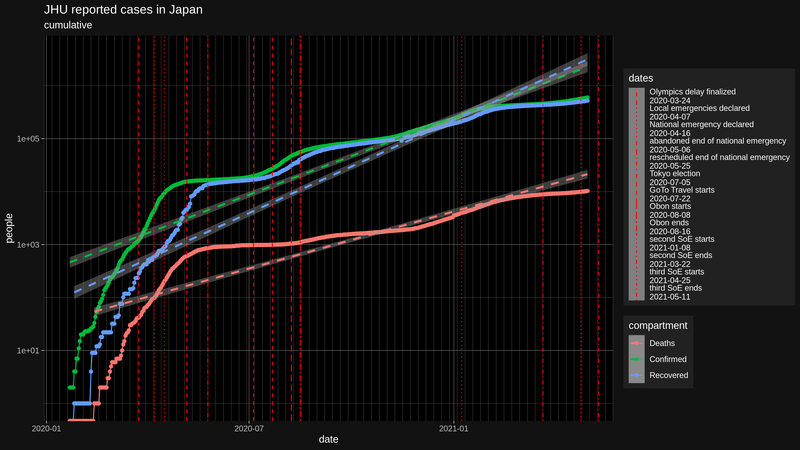 JHU reported cases in Japan
cumulative
people
1e+05
1e+03
1e+01
2020-01
2020-07
2021-01
date
dates
Olympics delay finalized
2020-03-24
Local emergencies declared
2020-04-07
National emergency declared
2020-04-16
abandoned end of national emergency
2020-05-06
rescheduled end of national emergency
2020-05-25
Tokyo election
2020-07-05
GoTo Travel starts
2020-07-22
Obon starts
2020-08-08
Obon ends
2020-08-16
second SoE starts
2021-01-08
second SoE ends
2021-03-22
third SoE starts
2021-04-25
third SoE ends
2021-05-11
compartment
Deaths
Confirmed
Recovered